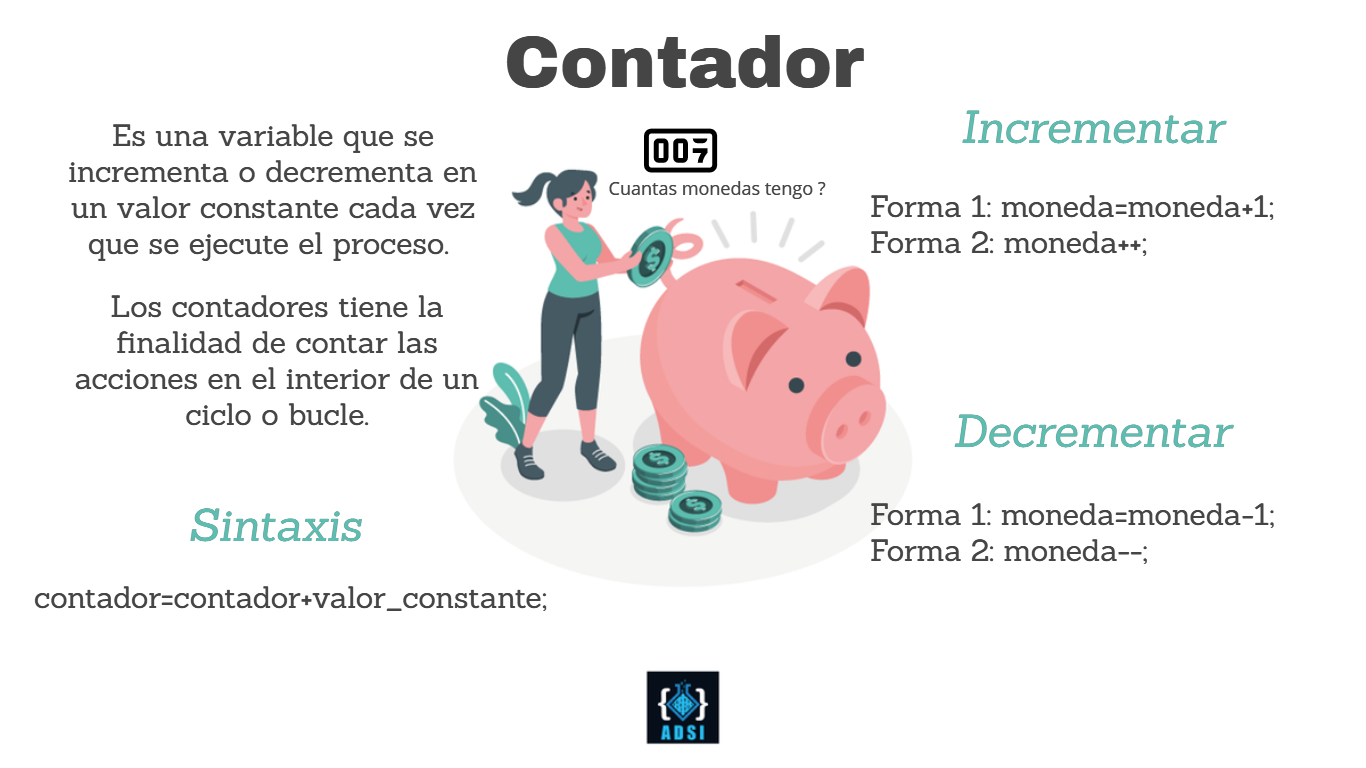 Contador
Es una variable que se
incrementa o decrementa en
un valor constante cada vez
que se ejecute el proceso.
Los contadores tiene la
finalidad de contar las
acciones en el interior de un
ciclo o bucle.
Sintaxis
contador=contador+valor_constante;
007
Cuantas monedas tengo ?
$
$
$
Incrementar
Forma 1: moneda=moneda+1;
Forma 2: moneda++;
Decrementar
Forma 1: moneda=moneda-1;
Forma 2: moneda--;
{ }
ADSI